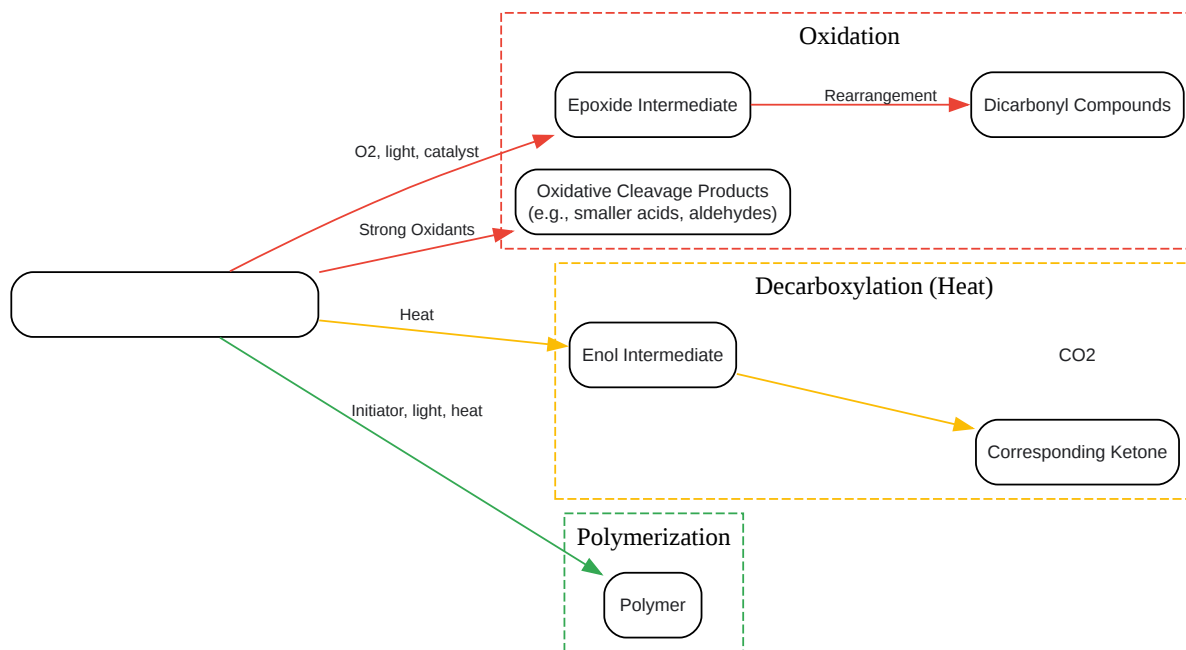 Oxidation
Epoxide Intermediate
Rearrangement
Dicarbonyl Compounds
O2, light, catalyst
Oxidative Cleavage Products
(e.g., smaller acids, aldehydes)
Strong Oxidants
Decarboxylation (Heat)
Heat
Enol Intermediate
CO2
Initiator, light, heat
Corresponding Ketone
Polymerization
Polymer